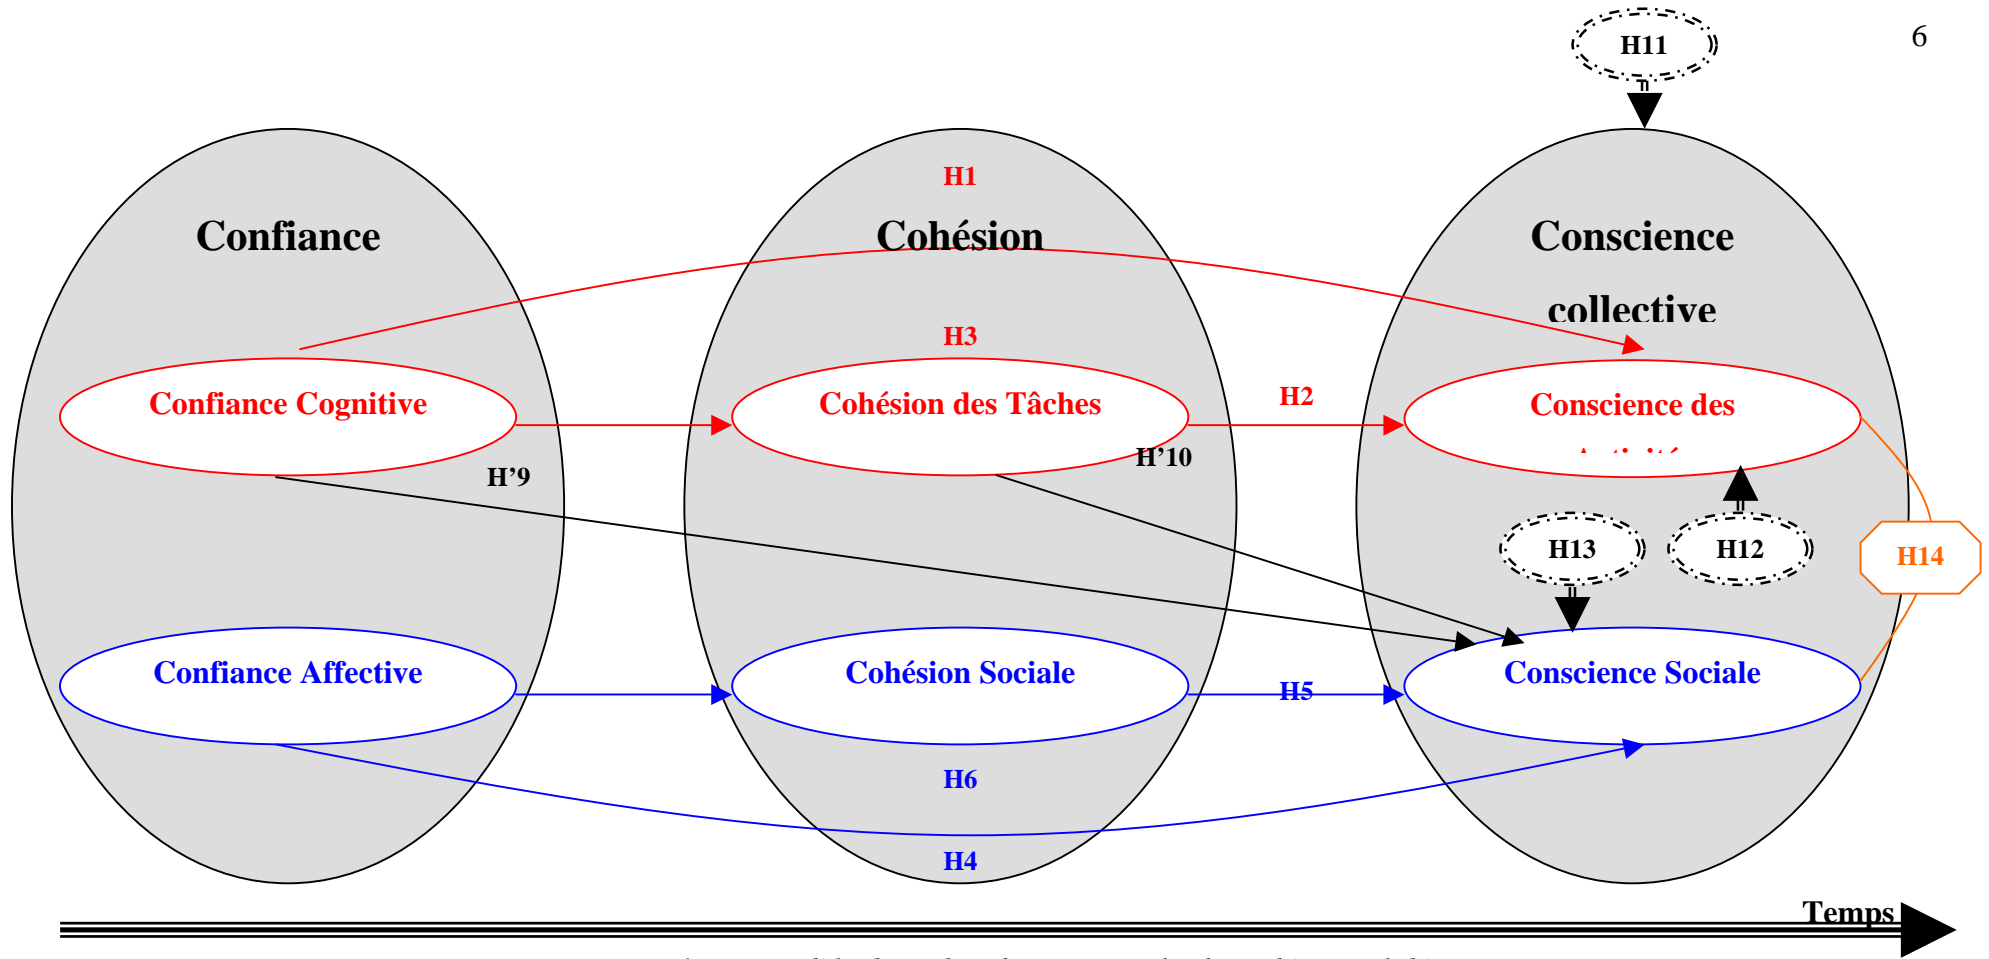 6
H11
H1
Confiance
Cohésion
Conscience
collective
H3
Confiance Cognitive
Cohésion des Tâches
H2
Conscience des
H'9
H’10
H13
H12
H14
Confiance Affective
Cohésion Sociale
H5
Conscience Sociale
H6
H4
Temps